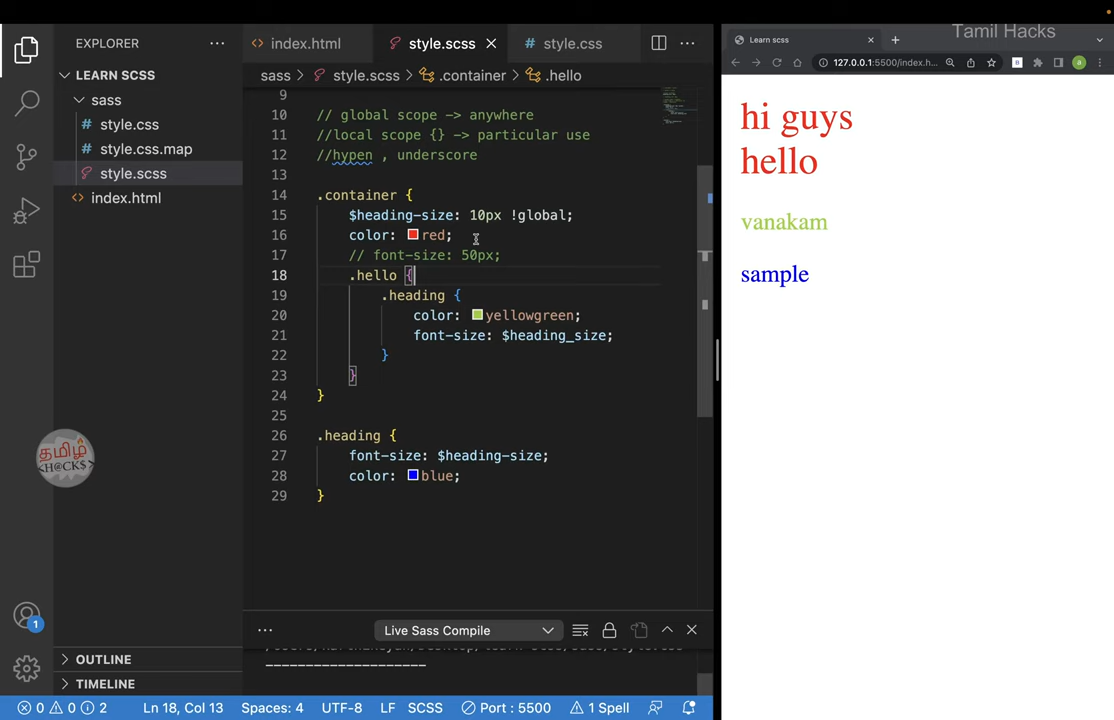 EXPLORER
LEARN SCSS
sass
style.css
style.css.map
style.scss
index.html
OUTLINE
TIMELINE
தமிழ்
<H@CK$>
index.html
style.scss
style.css
sass > style.scss > .container > .hello
9
10 // global scope -> anywhere
11 //local scope {} -> particular use
12 //hypen , underscore
13
14 .container {
15 $heading-size: 10px !global;
16 color: red;
17 // font-size: 50px;
18 .hello {
19 .heading {
20 color: yellowgreen;
21 font-size: $heading_size;
22 }
23 }
24 }
25
26 .heading {
27 font-size: $heading-size;
28 color: blue;
29 }
Live Sass Compile
--------------------
1
0 0 2 Ln 18, Col 13 Spaces: 4 UTF-8 LF SCSS Port : 5500 1 Spell
Tamil Hacks
Learn scss
127.0.0.1:5500/index.h...
B
a
hi guys
hello
vanakam
sample